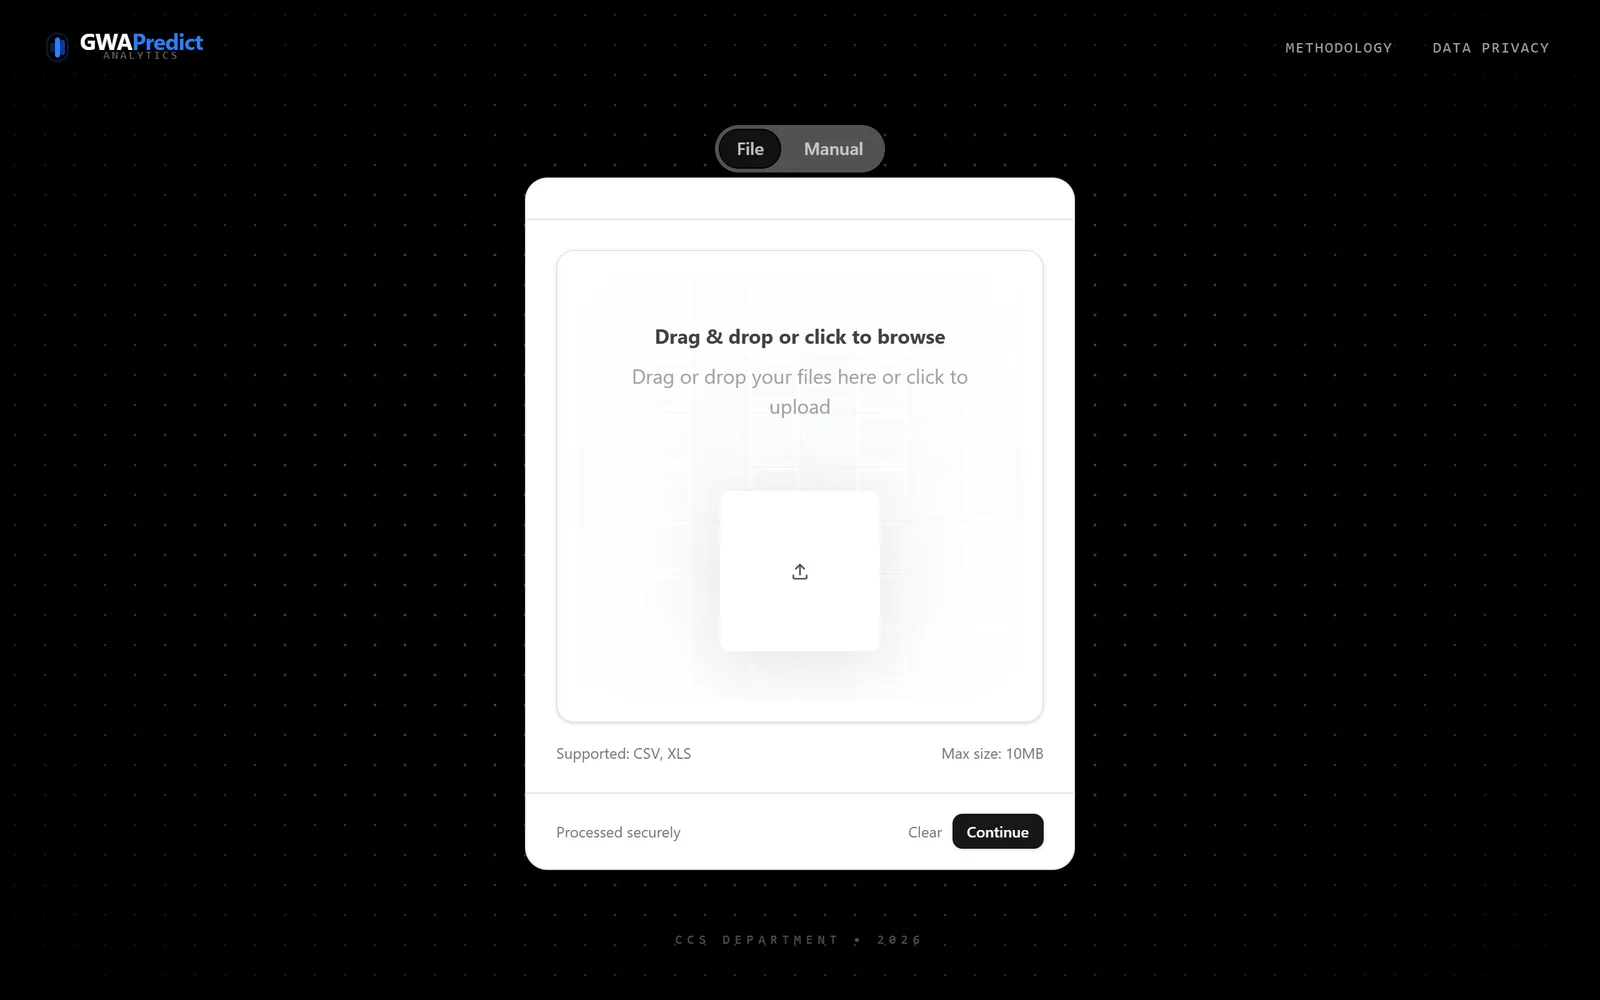 GWAPredict
ANALYTICS
METHODOLOGY
DATA PRIVACY
File
Manual
Drag & drop or click to browse
Drag or drop your files here or click to
upload
Supported: CSV, XLS
Max size: 10MB
Processed securely
Clear
Continue
CCS DEPARTMENT • 2026